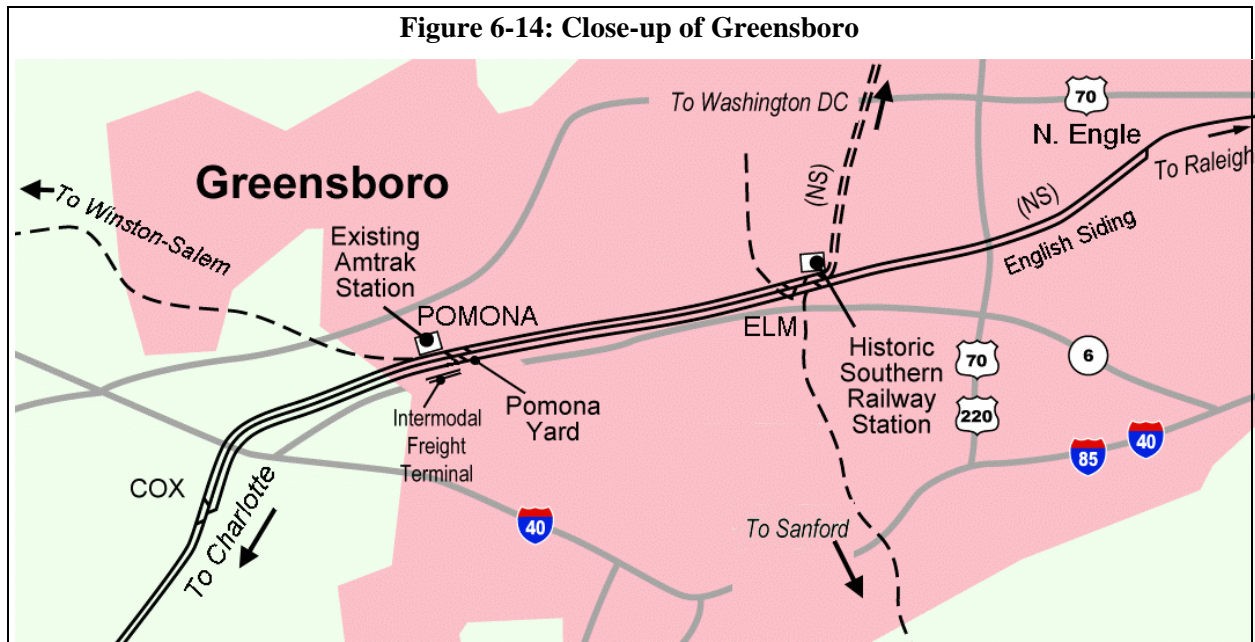 Figure 6-14: Close-up of Greensboro
To Washington DC
70
N. Engle
To Raleigh
(NS)
(NS)
English Siding
Greensboro
To Winston-Salem
Existing
Amtrak
Station
POMONA
ELM
Historic
Southern
Railway
Station
70
220
6
Intermodal
Freight
Terminal
Pomona
Yard
85
40
COX
To Charlotte
40
To Sanford